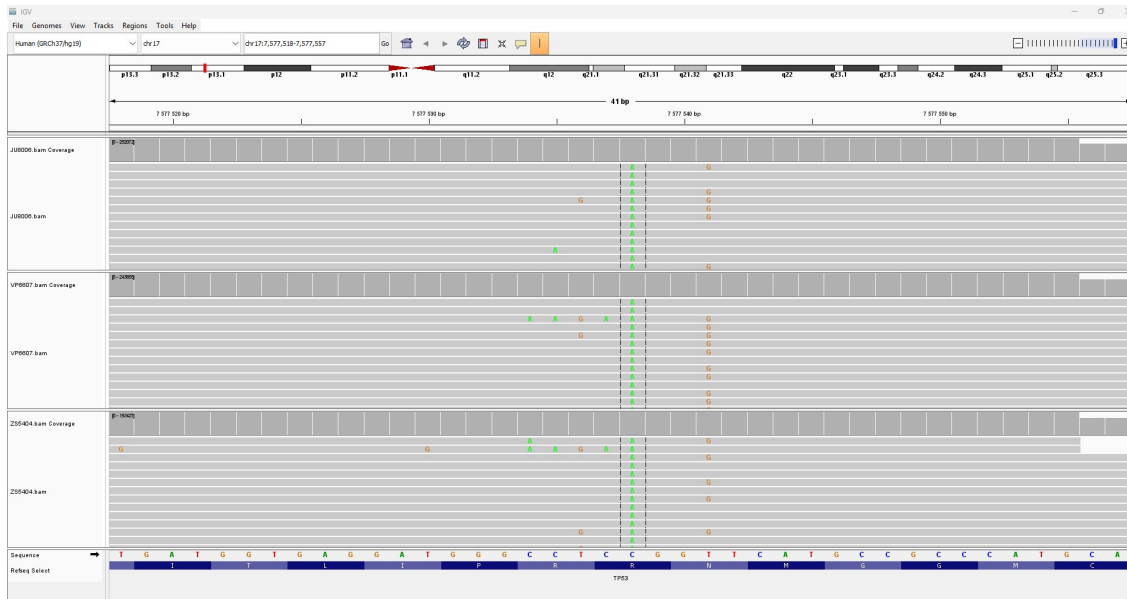 IGV
File Genomes View Tracks Regions Tools Help
Human (GRCh37/hg19) chr17 chr17:7,577,518-7,577,557 Go
p13.3 p13.2 p13.1 p12 p11.2 p11.1 q11.2 q12 q21.1 q21.31 q21.32 q21.33 q22 q23.1 q23.3 q24.2 q24.3 q25.1 q25.2 q25.3
41 bp
7 577 520 bp 7 577 530 bp 7 577 540 bp 7 577 550 bp
JU8006.bam Coverage
A G
A
A
A G
G A G
A G
A G
A
A
A
A A
A
A G
JU8006.bam
VP6607.bam Coverage
A
A
A A G A A G
A G
G A G
A G
A G
A
A G
A G
A
A G
A G
VP6607.bam
ZS5404.bam Coverage
A A G
G G A A G A A
A G
A
A
A G
A
A G
A
A
A
G A G
A
ZS5404.bam
Sequence T G A T G G T G A G G A T G G G C C T C C G G T T C A T G C C G C C C A T G C A
Refseq Select I T L I P R R N M G G M C
TP53